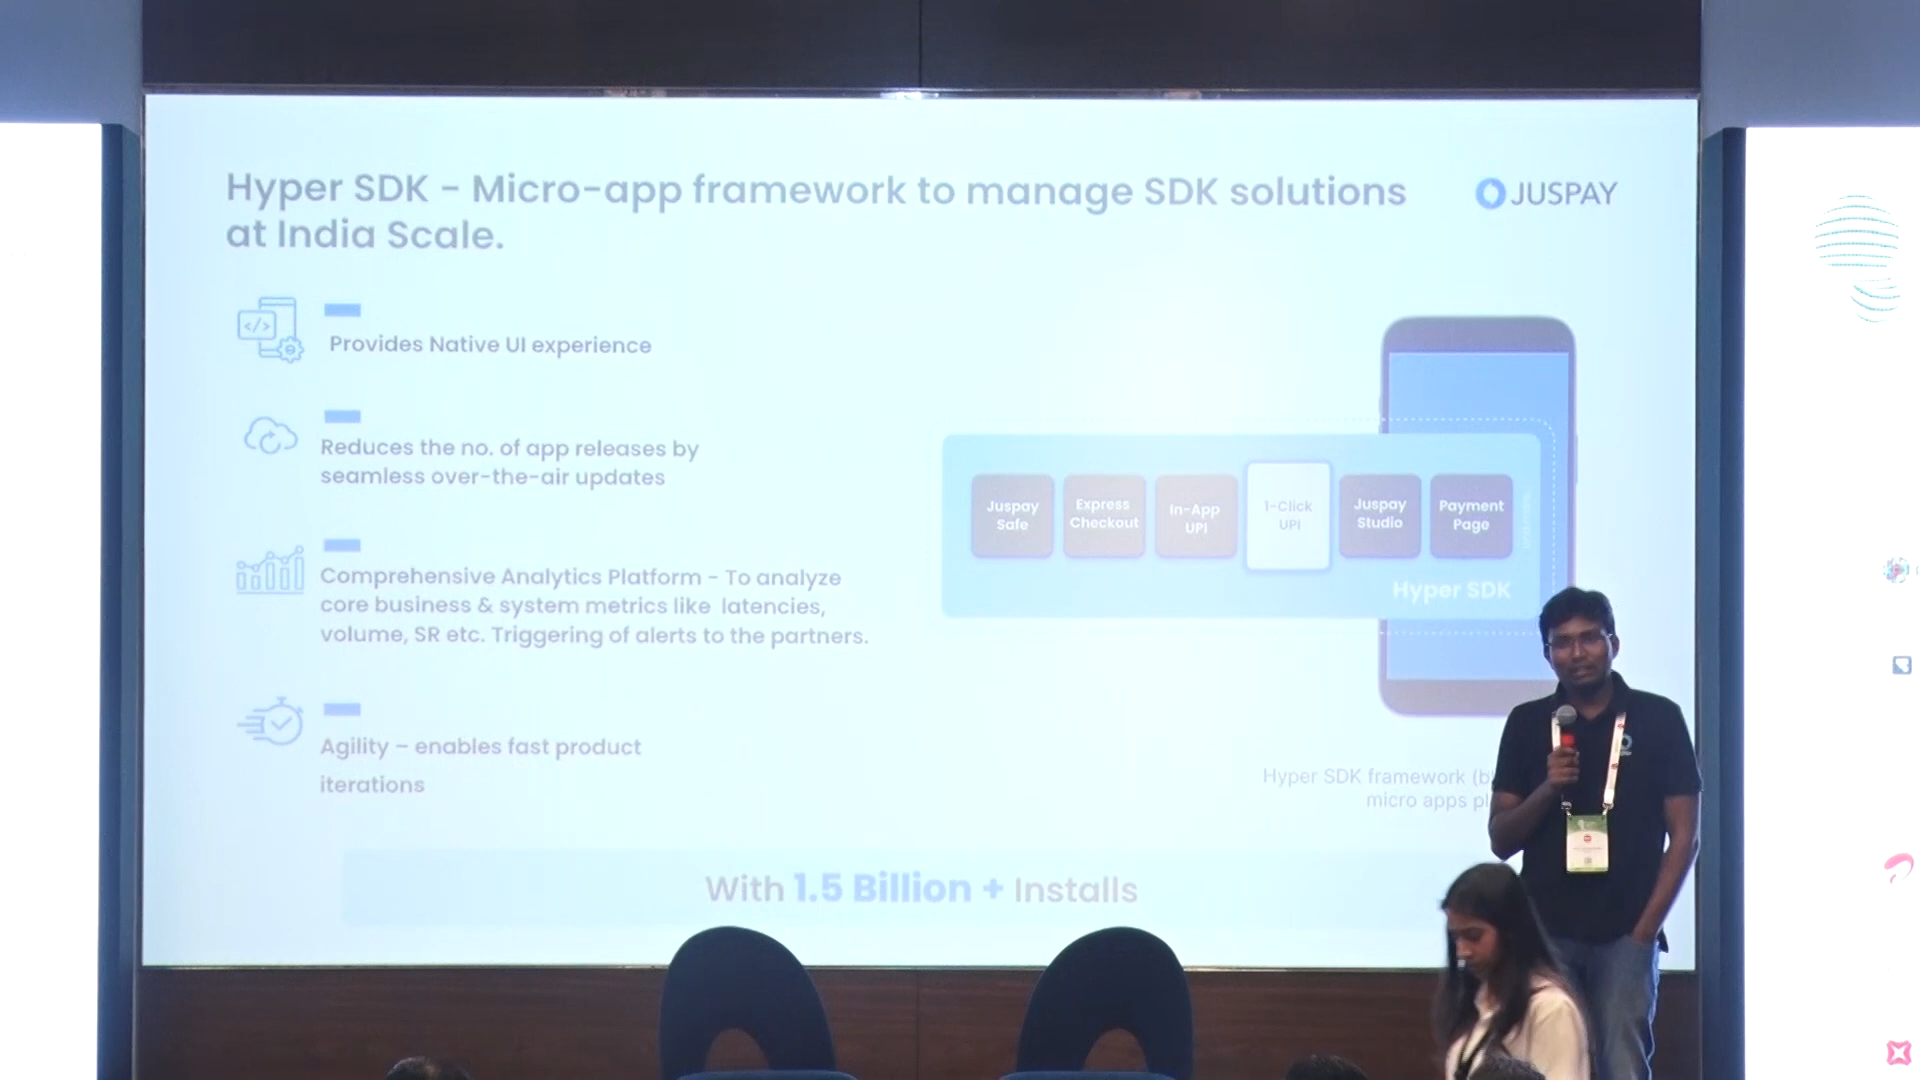 Hyper SDK - Micro-app framework to manage SDK solutions
at India Scale.
JUSPAY
Provides Native UI experience
Reduces the no. of app releases by
seamless over-the-air updates
Comprehensive Analytics Platform - To analyze
core business & system metrics like latencies,
volume, SR etc. Triggering of alerts to the partners.
Agility – enables fast product
iterations
Juspay
Safe
Express
Checkout
In-App
UPI
1-Click
UPI
Juspay
Studio
Payment
Page
Hyper SDK
Hyper SDK framework
micro apps
With 1.5 Billion + Installs